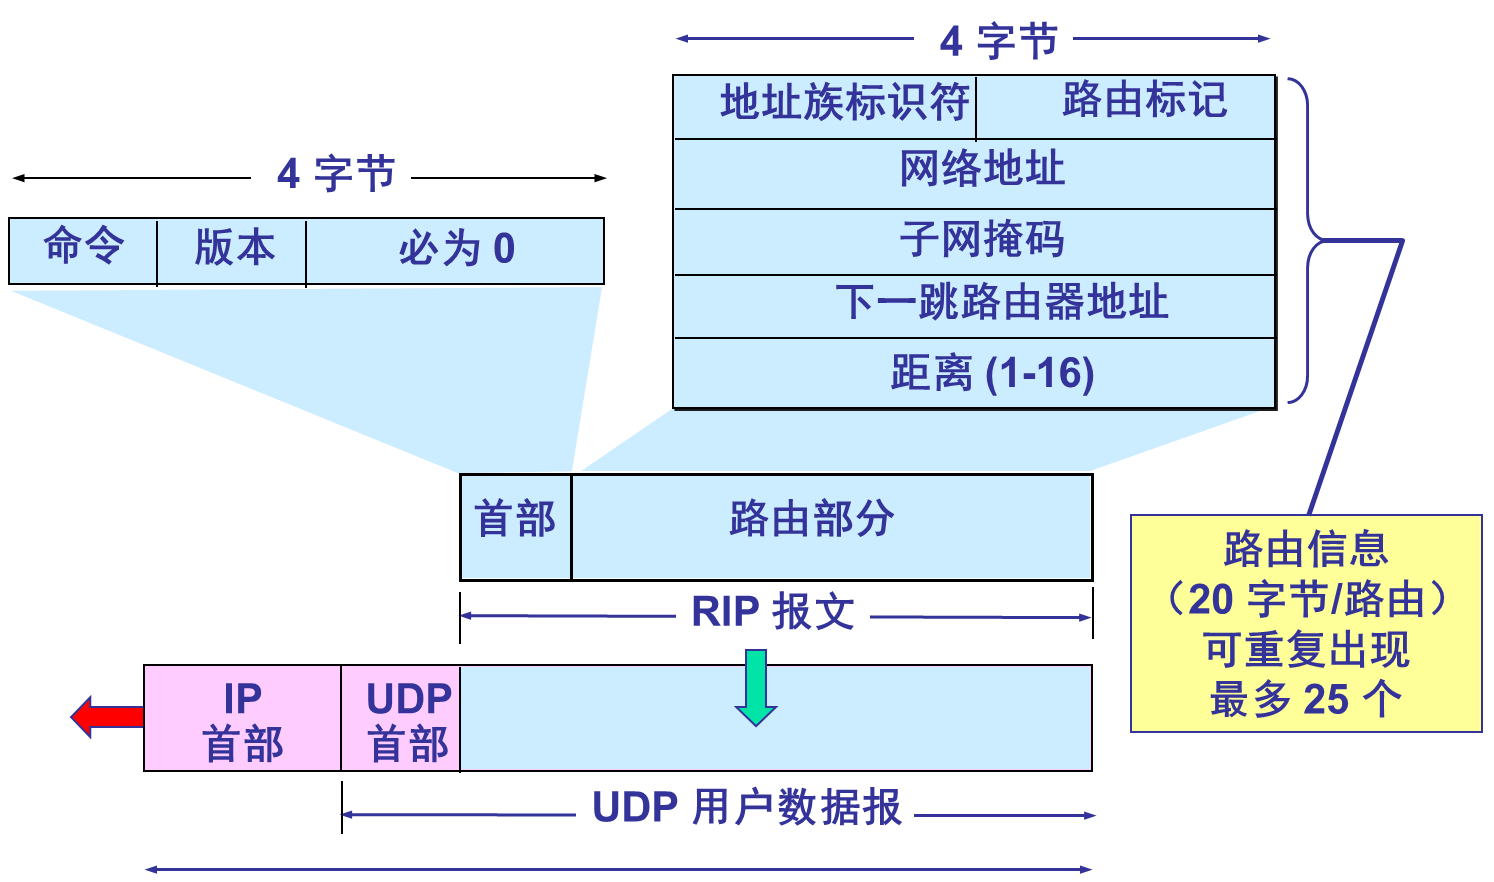 4 字节
地址族标识符
路由标记
网络地址
子网掩码
下一跳路由器地址
距离 (1-16)
4 字节
命令
版本
必为 0
首部
路由部分
路由信息
（20 字节/路由）
可重复出现
最多 25 个
RIP 报文
IP
首部
UDP
首部
UDP 用户数据报